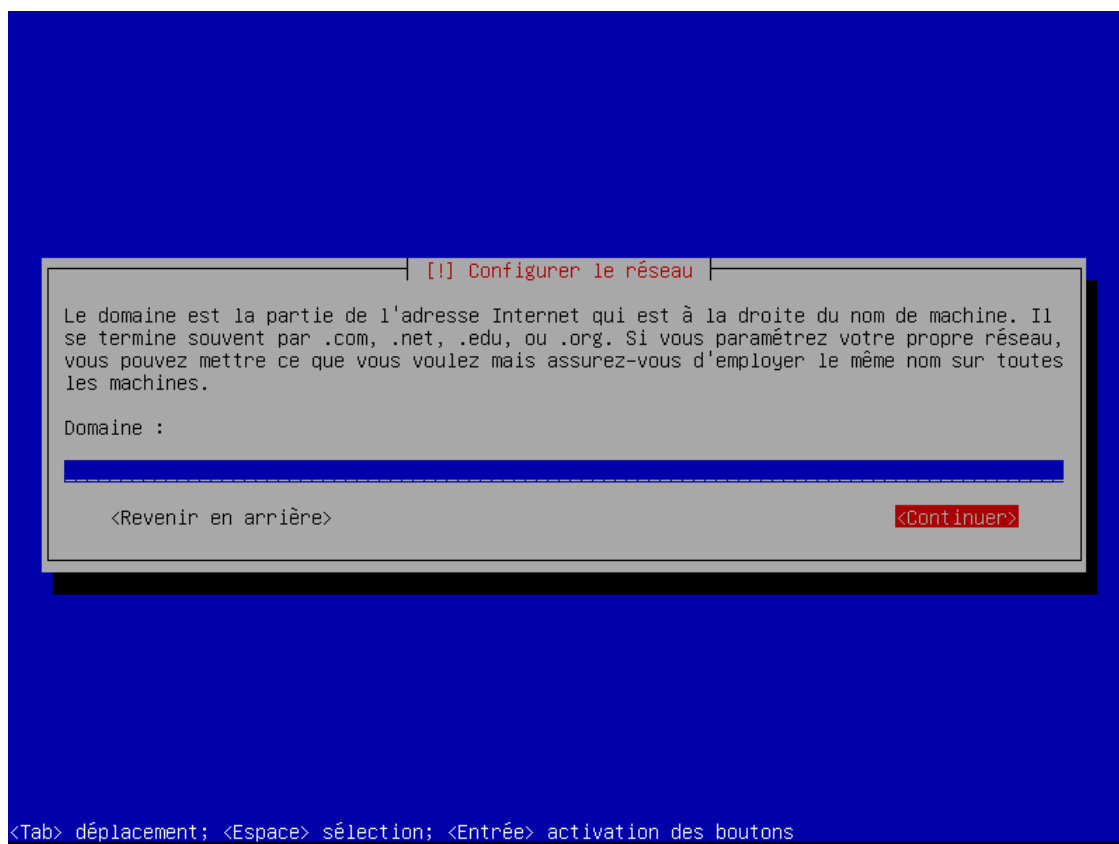 [!] Configurer le réseau
Le domaine est la partie de l'adresse Internet qui est à la droite du nom de machine. Il
se termine souvent par .com, .net, .edu, ou .org. Si vous paramétrez votre propre réseau,
vous pouvez mettre ce que vous voulez mais assurez-vous d'employer le même nom sur toutes
les machines.
Domaine :
<Revenir en arrière> <Continuer>
<Tab> déplacement; <Espace> sélection; <Entrée> activation des boutons